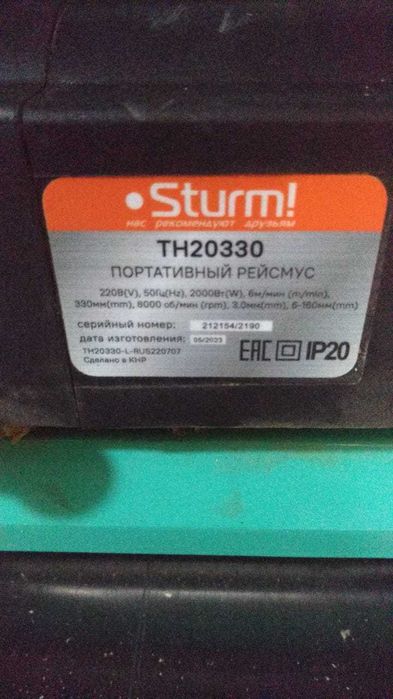 Sturm!
нас рекомендуют друзьям
TH20330
ПОРТАТИВНЫЙ РЕЙСМУС
220В(V), 50Гц(Hz), 2000Вт(W), 6м/мин (m/min),
330мм(mm), 8000 об/мин (rpm), 3.0мм(mm), 6-160мм(mm)
серийный номер: 212154/2190
дата изготовления: 05/2023
TH20330-L-RUS220707
Сделано в КНР
EAC IP20